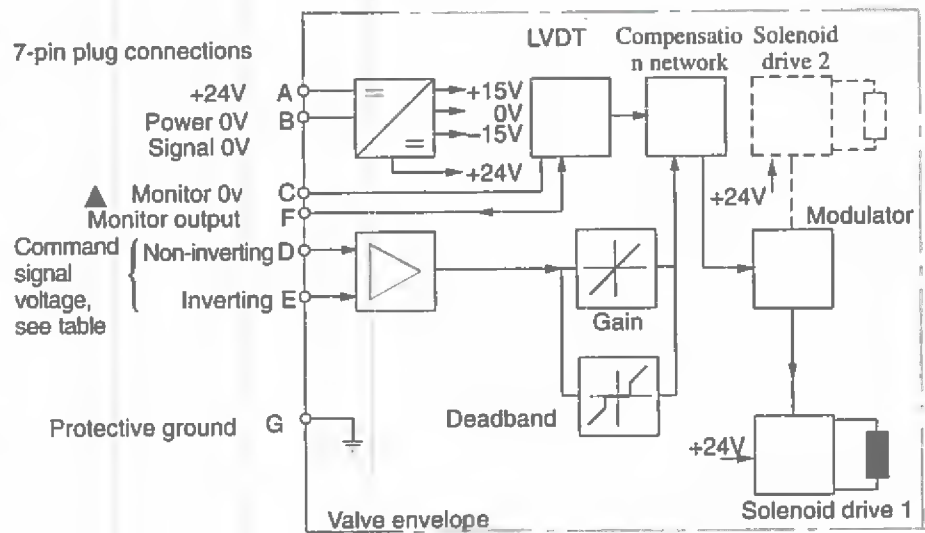 7-pin plug connections
LVDT
Compensatio
n network
Solenoid
drive 2
+24V A
Power 0V B
Signal 0V
+15V
0V
−15V
+24V
Monitor 0v C
Monitor output F
+24V
Modulator
Command
signal
voltage,
see table
Non-inverting D
Inverting E
Gain
Deadband
Protective ground G
+24V
Solenoid drive 1
Valve envelope